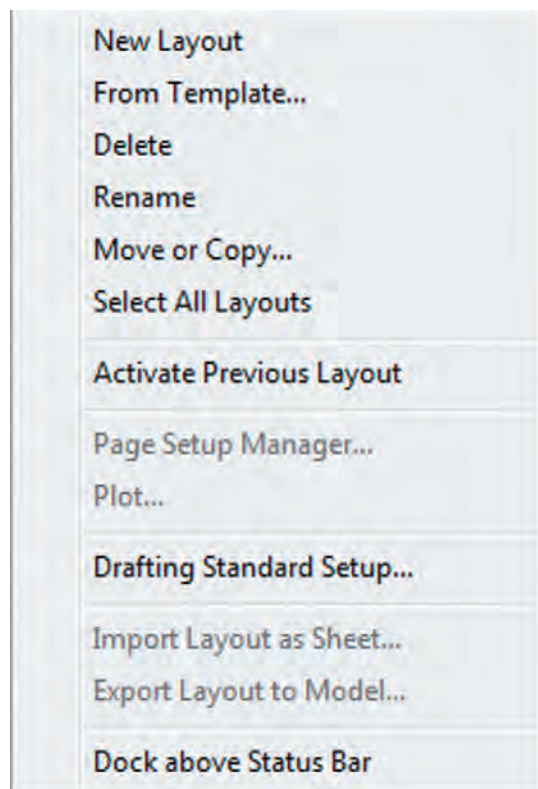 New Layout
From Template...
Delete
Rename
Move or Copy...
Select All Layouts
Activate Previous Layout
Page Setup Manager...
Plot...
Drafting Standard Setup...
Import Layout as Sheet...
Export Layout to Model...
Dock above Status Bar